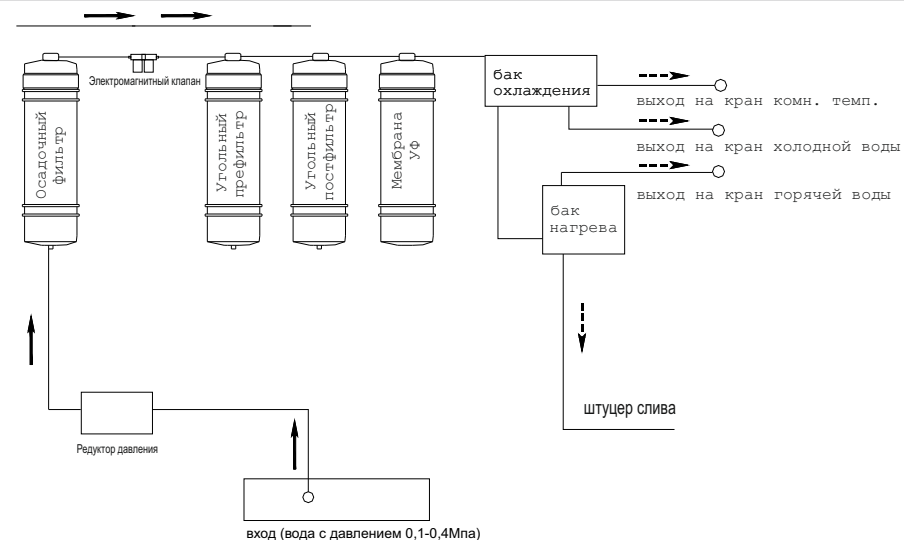 Электромагнитный клапан
Осадочный
фильтр
Угольный
префильтр
Угольный
постфильтр
Мембрана
УФ
бак
охлаждения
выход на кран комн. темп.
выход на кран холодной воды
выход на кран горячей воды
бак
нагрева
штуцер слива
Редуктор давления
вход (вода с давлением 0,1-0,4Мпа)